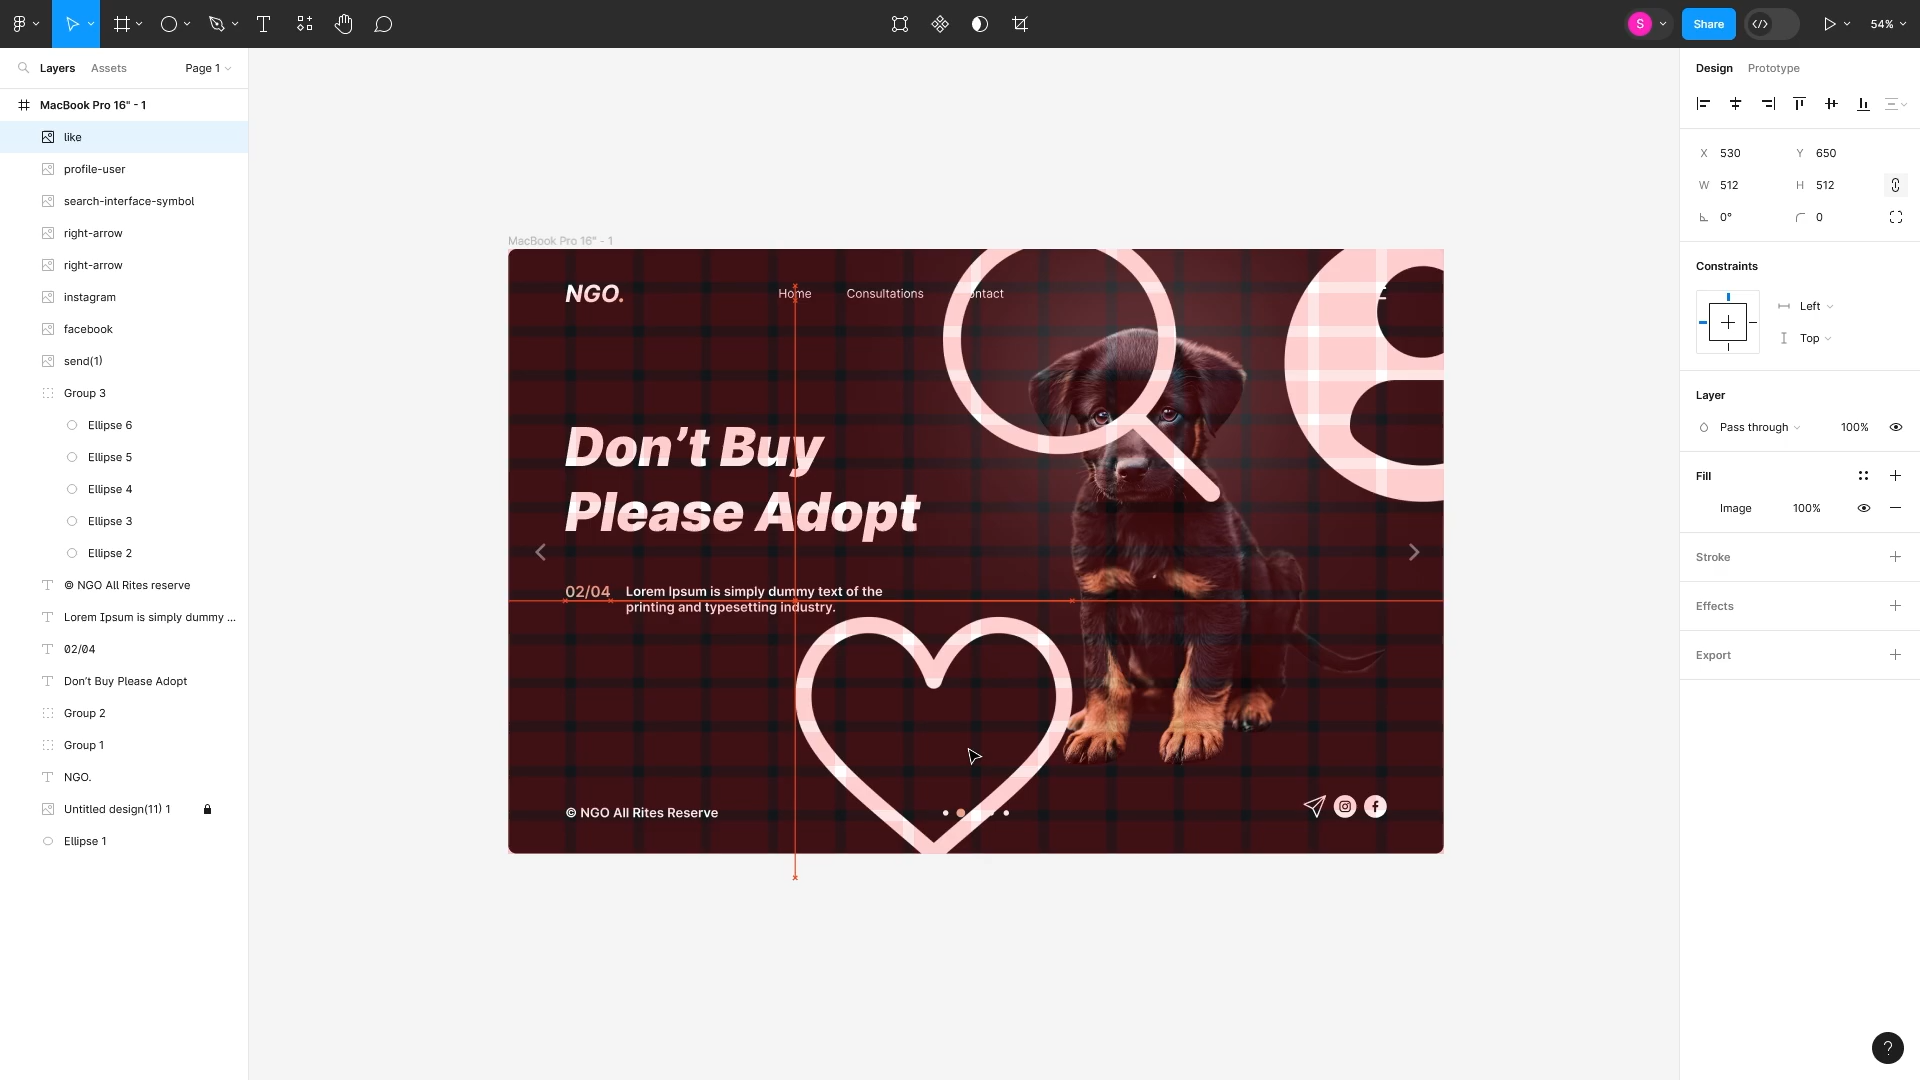 S
Share
54%
Layers
Assets
Page 1
Design
Prototype
MacBook Pro 16" - 1
like
profile-user
search-interface-symbol
right-arrow
right-arrow
instagram
facebook
send(1)
Group 3
Ellipse 6
Ellipse 5
Ellipse 4
Ellipse 3
Ellipse 2
© NGO All Rites reserve
Lorem Ipsum is simply dummy ...
02/04
Don't Buy Please Adopt
Group 2
Group 1
NGO.
Untitled design(11) 1
Ellipse 1
MacBook Pro 16" - 1
NGO.
Home
Consultations
ontact
Don't Buy
Please Adopt
02/04
Lorem Ipsum is simply dummy text of the
printing and typesetting industry.
© NGO All Rites Reserve
X 530
Y 650
W 512
H 512
0°
0
Constraints
Left
Top
Layer
Pass through
100%
Fill
Image
100%
Stroke
Effects
Export
?